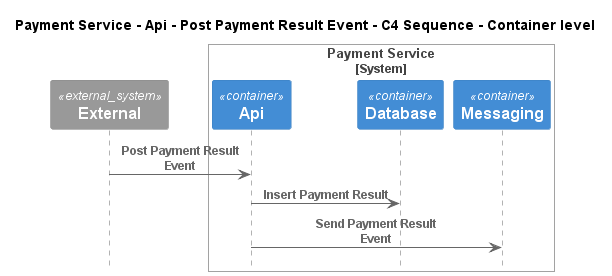 Payment Service - Api - Post Payment Result Event - C4 Sequence - Container level
Payment Service
[System]
«external_system»
External
«container»
Api
«container»
Database
«container»
Messaging
Post Payment Result
Event
Insert Payment Result
Send Payment Result
Event